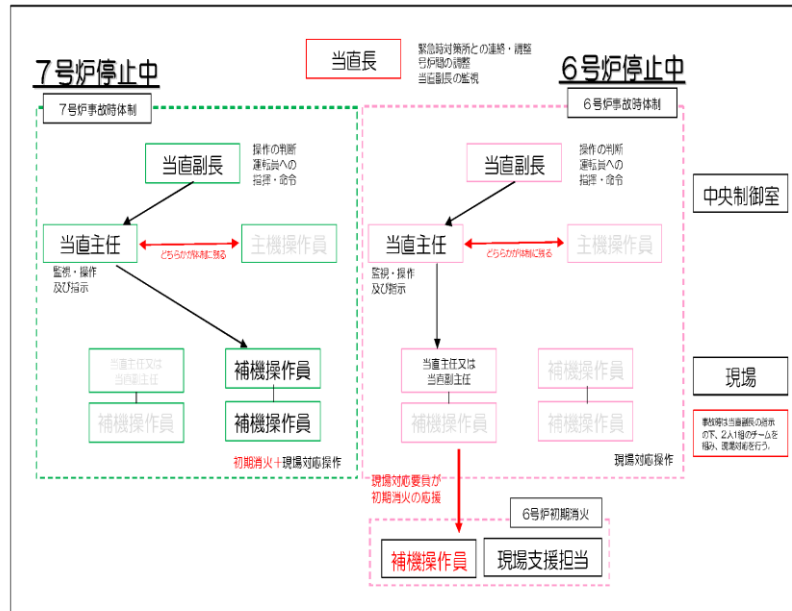 当直長
緊急時対策所との連絡・調整
号炉間の調整
当直副長の監視
7号炉停止中
6号炉停止中
7号炉事故時体制
6号炉事故時体制
当直副長
操作の判断
運転員への
指揮・命令
当直副長
操作の判断
運転員への
指揮・命令
中央制御室
当直主任
どちらかが体制に残る
主機操作員
監視・操作
及び指示
当直主任
どちらかが体制に残る
主機操作員
監視・操作
及び指示
当直主任又は
当直副主任
補機操作員
補機操作員
補機操作員
当直主任又は
当直副主任
補機操作員
補機操作員
補機操作員
現場
事故時は当直副長の指示
の下、2人1組のチームを
組み、現場対応を行う。
初期消火+現場対応操作
現場対応操作
現場対応要員が
初期消火の応援
6号炉初期消火
補機操作員
現場支援担当